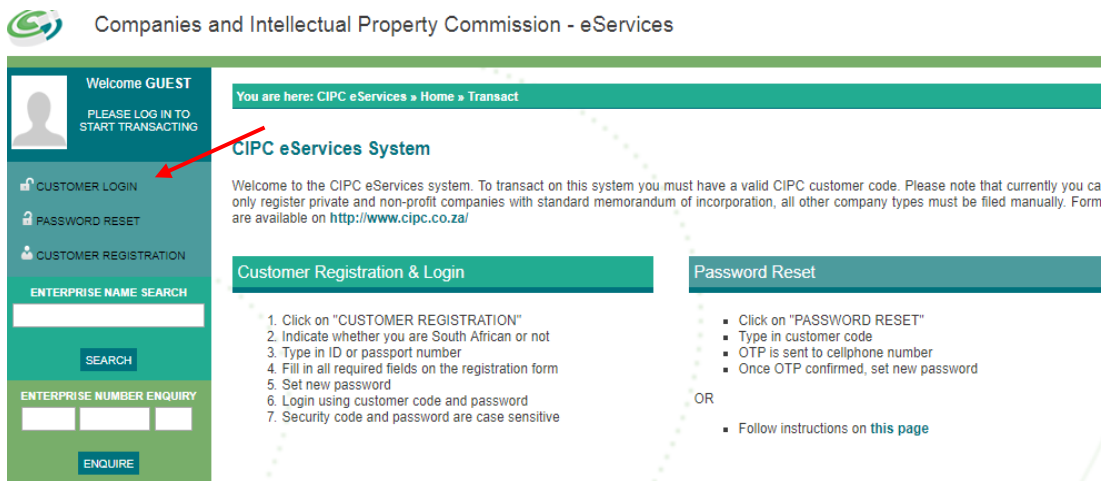 Companies and Intellectual Property Commission - eServices
Welcome GUEST
PLEASE LOG IN TO
START TRANSACTING
CUSTOMER LOGIN
PASSWORD RESET
CUSTOMER REGISTRATION
ENTERPRISE NAME SEARCH
SEARCH
ENTERPRISE NUMBER ENQUIRY
ENQUIRE
You are here: CIPC eServices » Home » Transact
CIPC eServices System
Welcome to the CIPC eServices system. To transact on this system you must have a valid CIPC customer code. Please note that currently you ca
only register private and non-profit companies with standard memorandum of incorporation, all other company types must be filed manually. Form
are available on http://www.cipc.co.za/
Customer Registration & Login
1. Click on "CUSTOMER REGISTRATION"
2. Indicate whether you are South African or not
3. Type in ID or passport number
4. Fill in all required fields on the registration form
5. Set new password
6. Login using customer code and password
7. Security code and password are case sensitive
Password Reset
▪ Click on "PASSWORD RESET"
▪ Type in customer code
▪ OTP is sent to cellphone number
▪ Once OTP confirmed, set new password
OR
▪ Follow instructions on this page